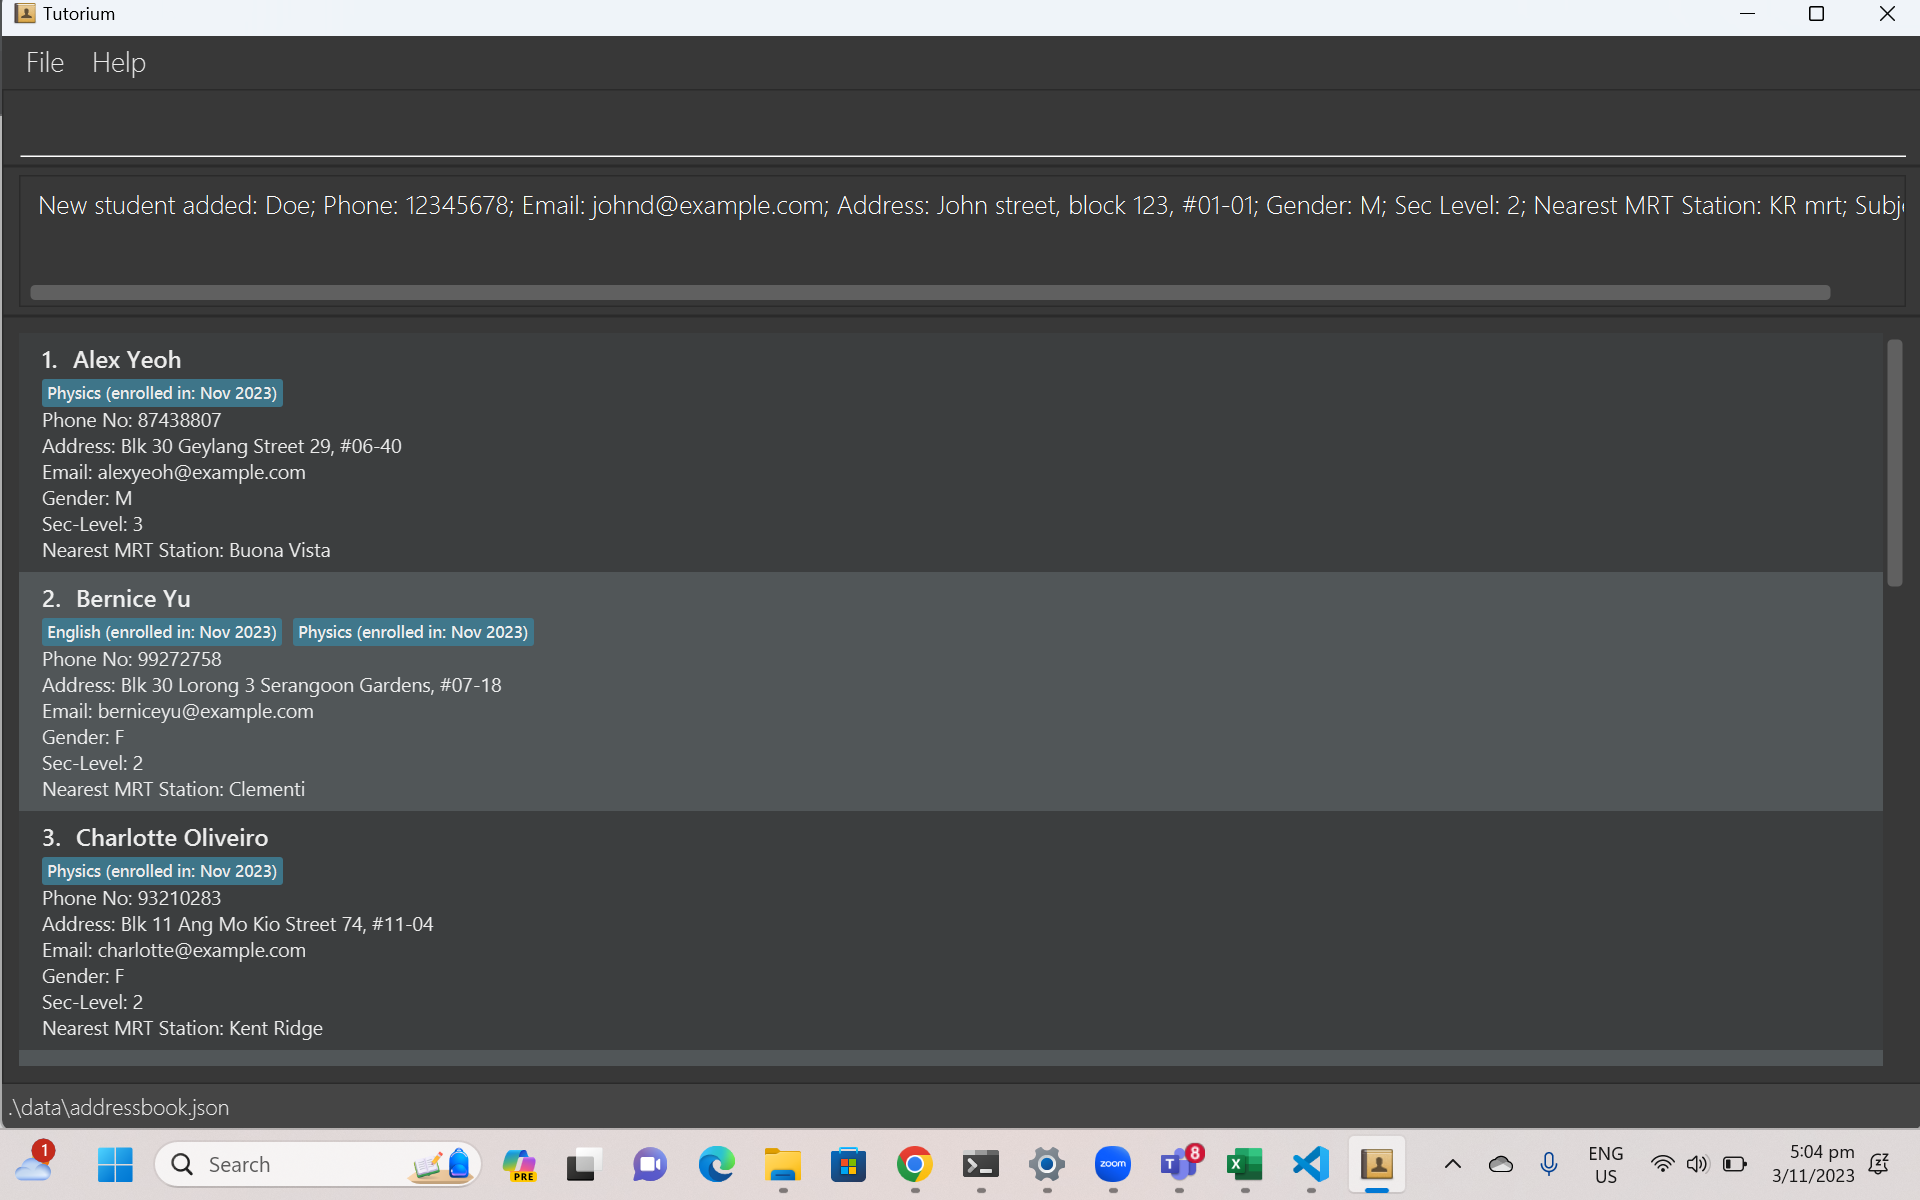 Tutorium
File Help
New student added: Doe; Phone: 12345678; Email: johnd@example.com; Address: John street, block 123, #01-01; Gender: M; Sec Level: 2; Nearest MRT Station: KR mrt; Subj
1. Alex Yeoh
Physics (enrolled in: Nov 2023)
Phone No: 87438807
Address: Blk 30 Geylang Street 29, #06-40
Email: alexyeoh@example.com
Gender: M
Sec-Level: 3
Nearest MRT Station: Buona Vista
2. Bernice Yu
English (enrolled in: Nov 2023) Physics (enrolled in: Nov 2023)
Phone No: 99272758
Address: Blk 30 Lorong 3 Serangoon Gardens, #07-18
Email: berniceyu@example.com
Gender: F
Sec-Level: 2
Nearest MRT Station: Clementi
3. Charlotte Oliveiro
Physics (enrolled in: Nov 2023)
Phone No: 93210283
Address: Blk 11 Ang Mo Kio Street 74, #11-04
Email: charlotte@example.com
Gender: F
Sec-Level: 2
Nearest MRT Station: Kent Ridge
.\data\addressbook.json
1
Search
PRE
zoom
T 8
X
ENG
US
5:04 pm
3/11/2023